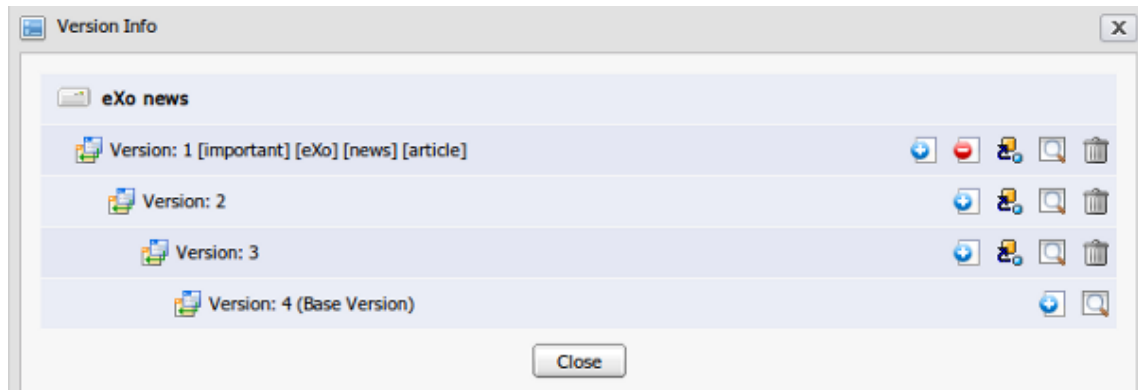 Version Info
eXo news
Version: 1 [important] [eXo] [news] [article]
Version: 2
Version: 3
Version: 4 (Base Version)
Close